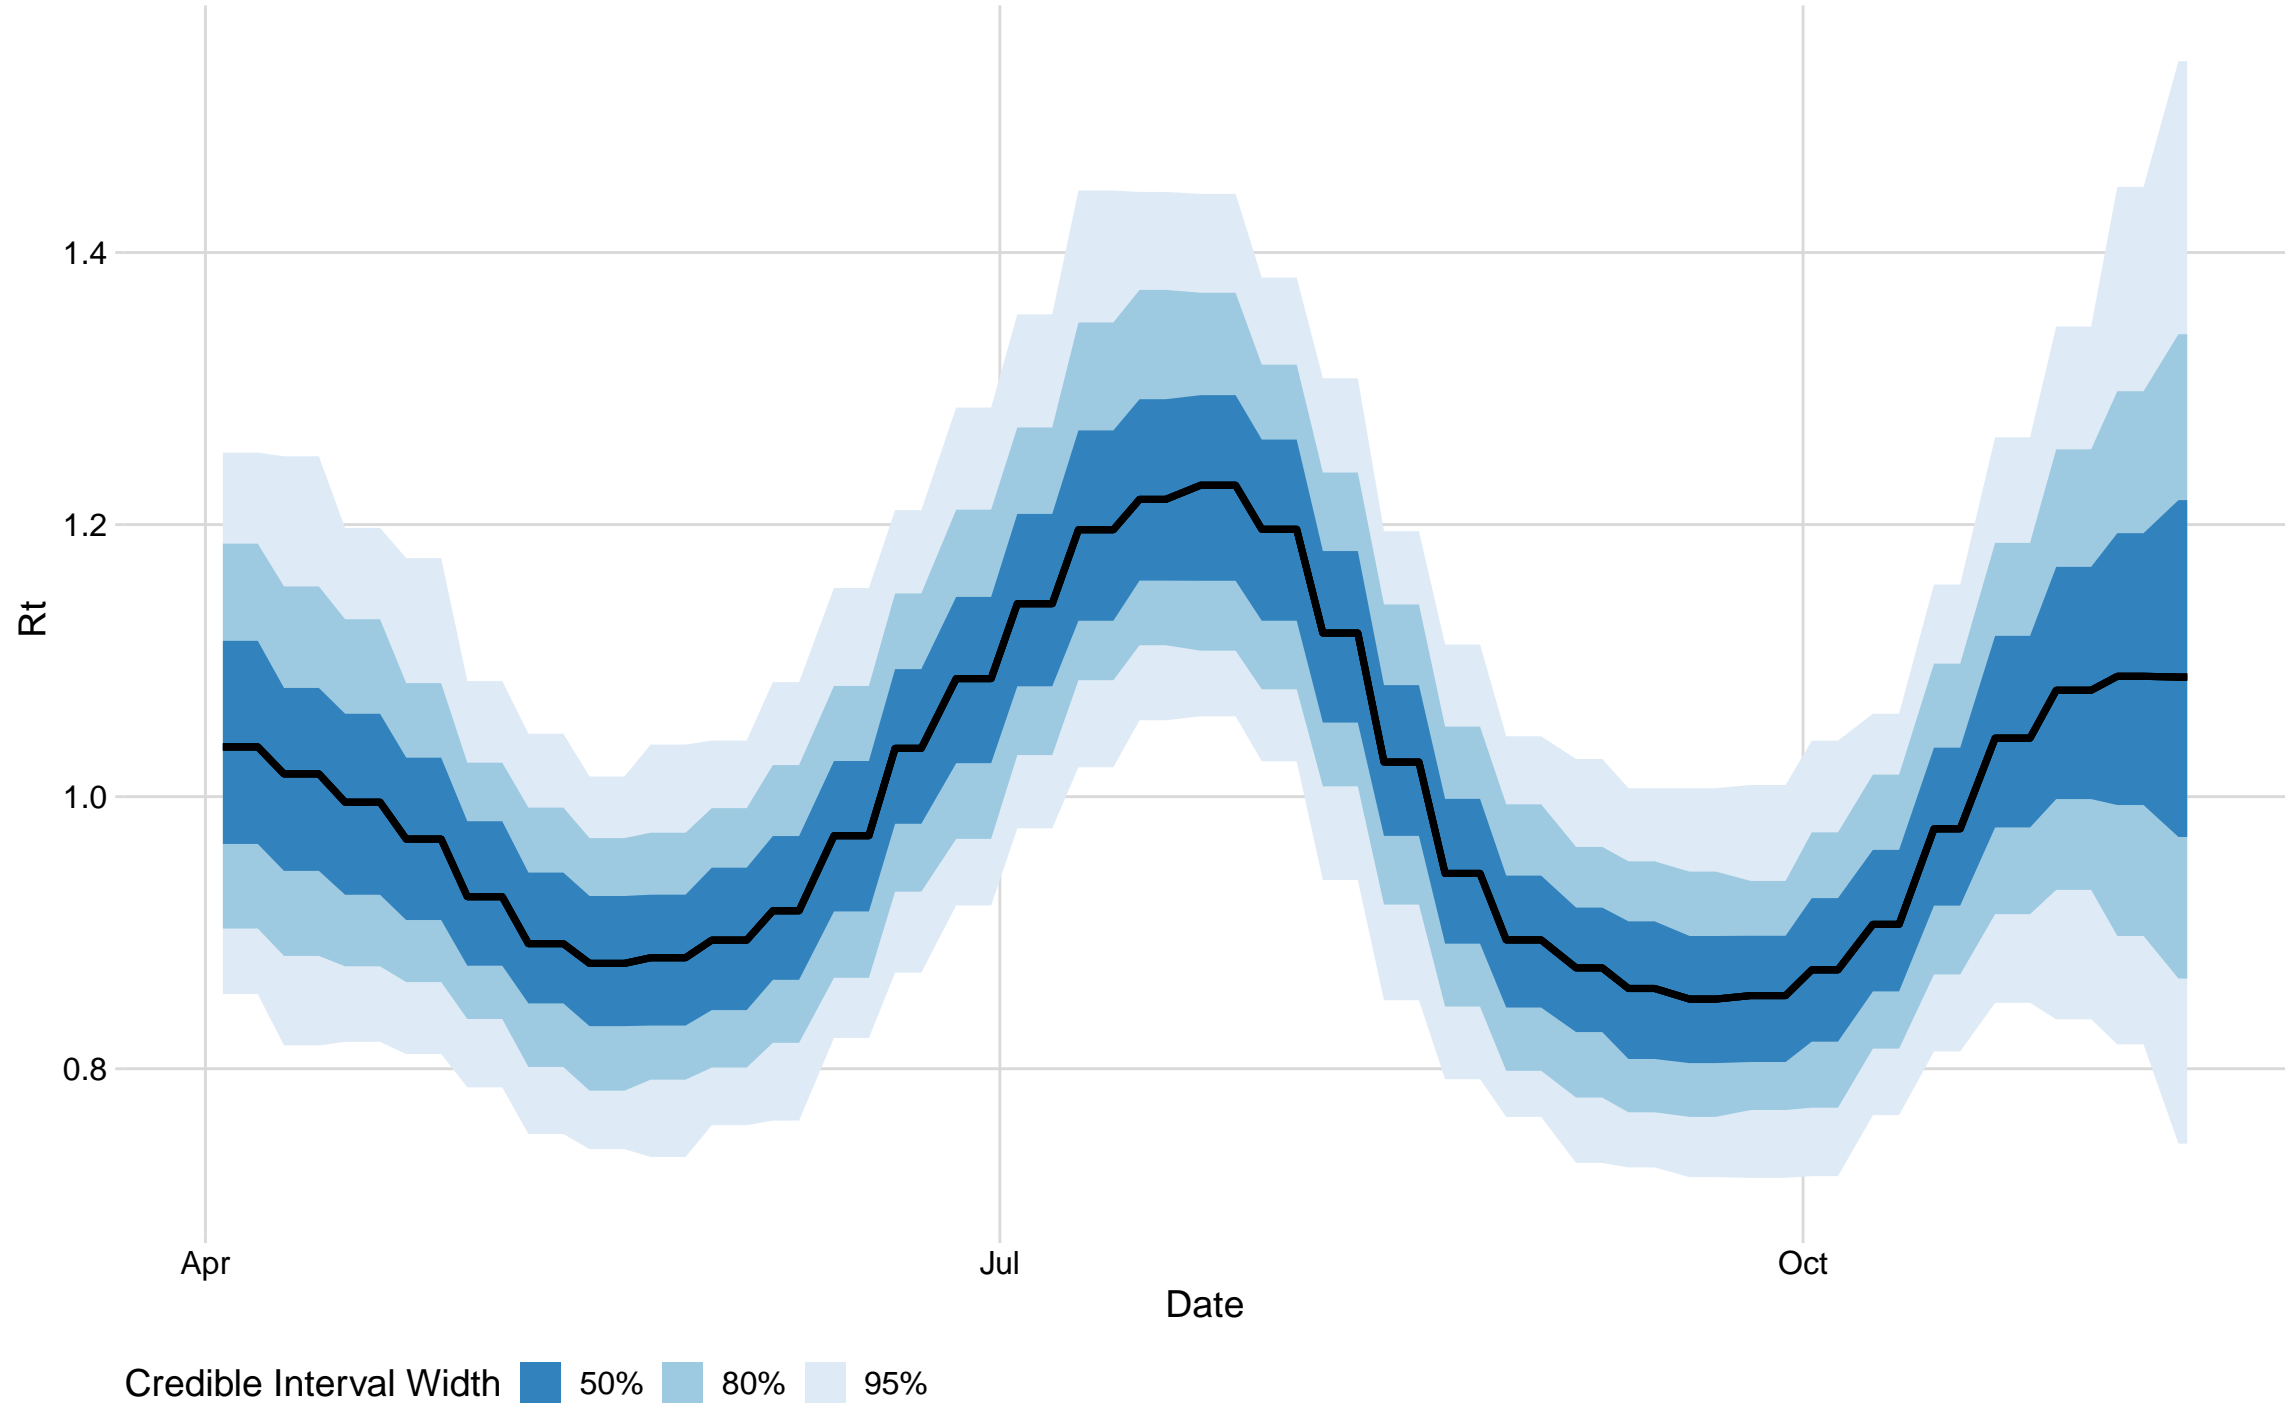 1.4
1.2
1.0
0.8
Rt
Apr Jul Oct
Date
Credible Interval Width 50% 80% 95%